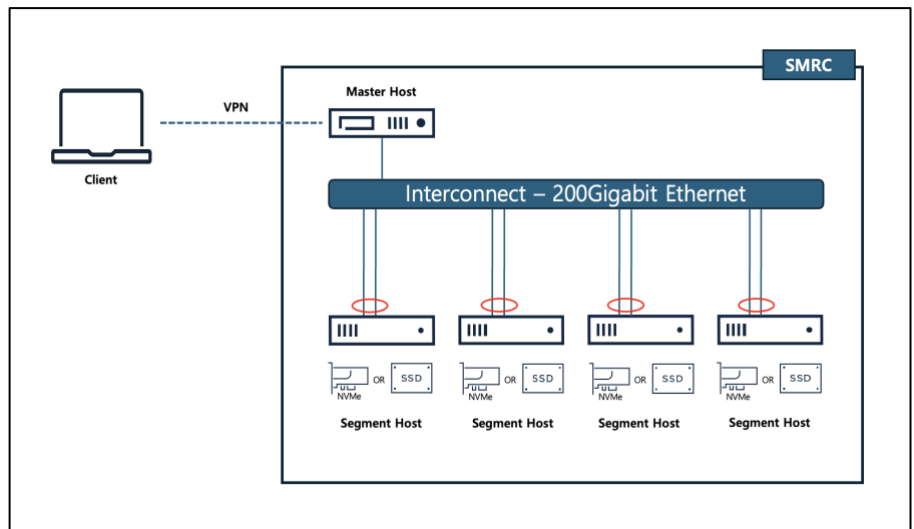 SMRC
Master Host
VPN
Client
Interconnect – 200Gigabit Ethernet
OR SSD OR SSD OR SSD OR SSD
NVMe NVMe NVMe NVMe
Segment Host Segment Host Segment Host Segment Host